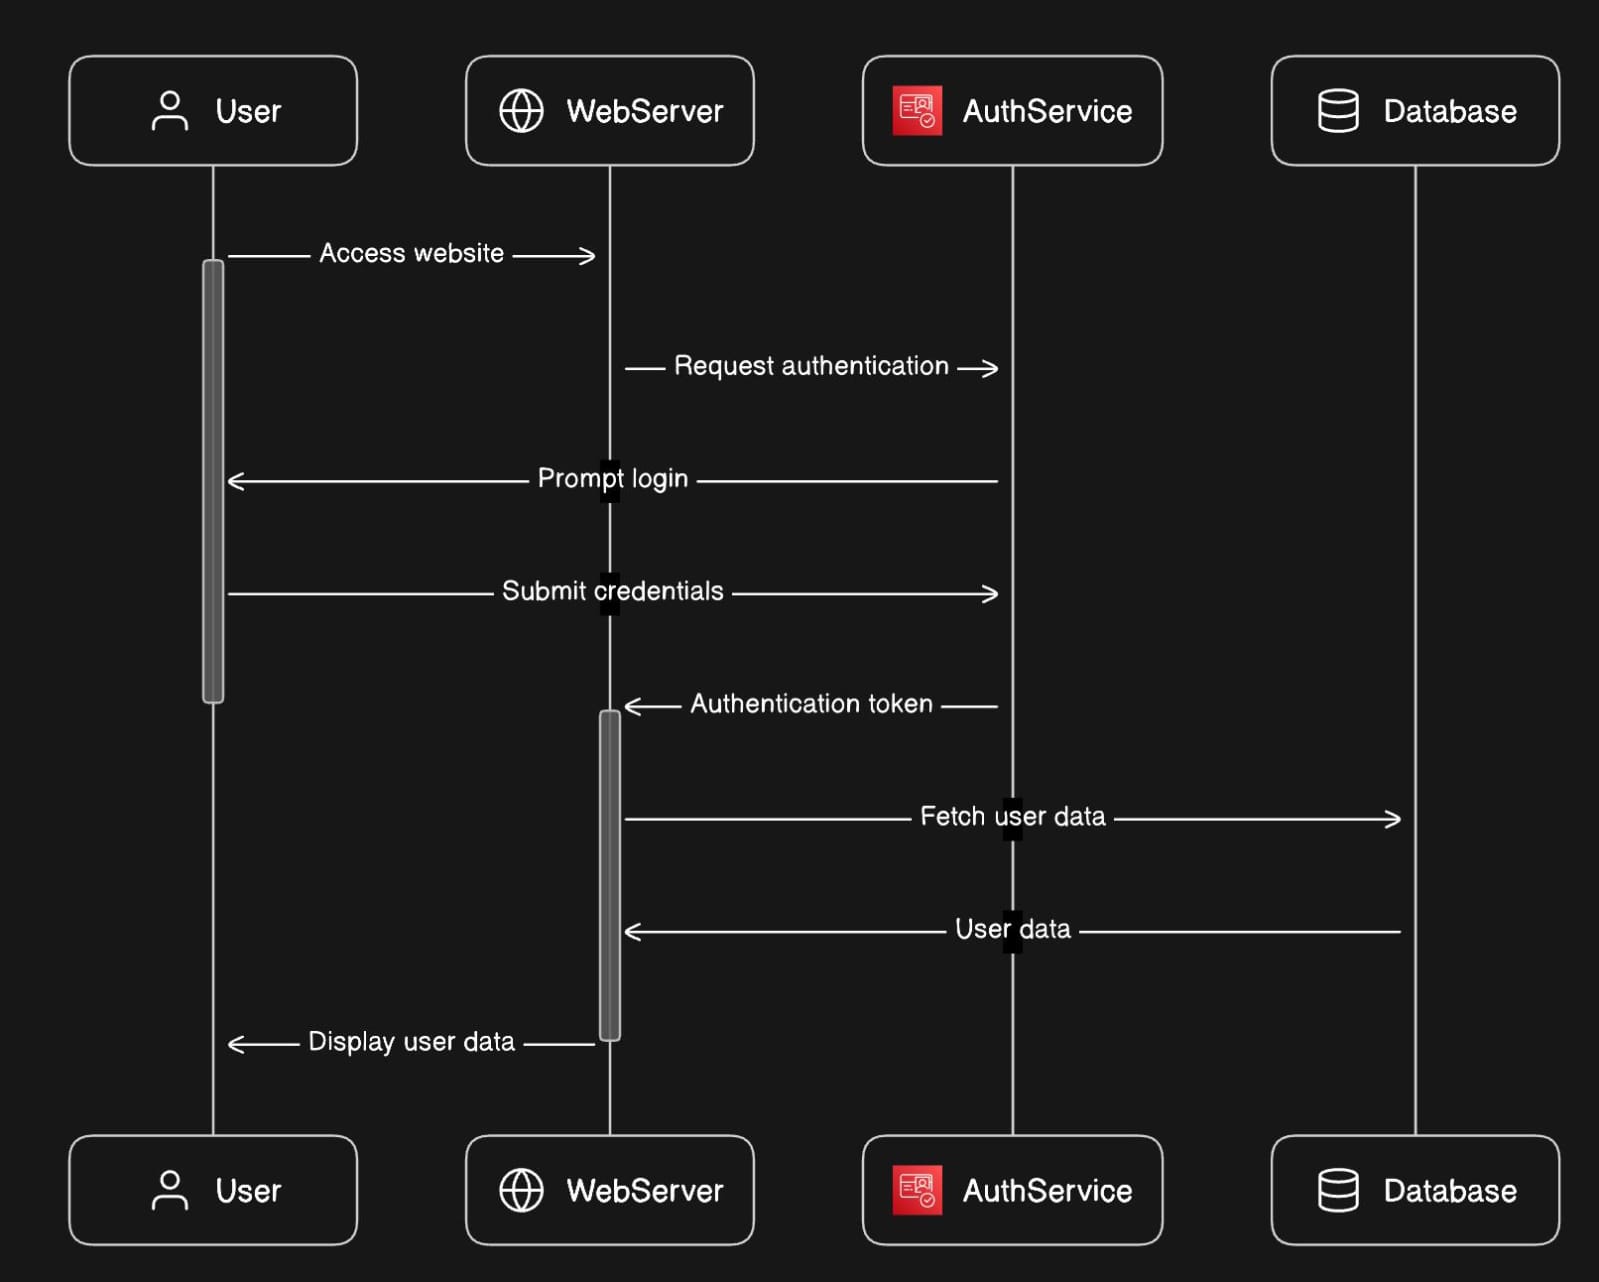 User
WebServer
AuthService
Database
Access website
Request authentication
Prompt login
Submit credentials
Authentication token
Fetch user data
User data
Display user data
User
WebServer
AuthService
Database